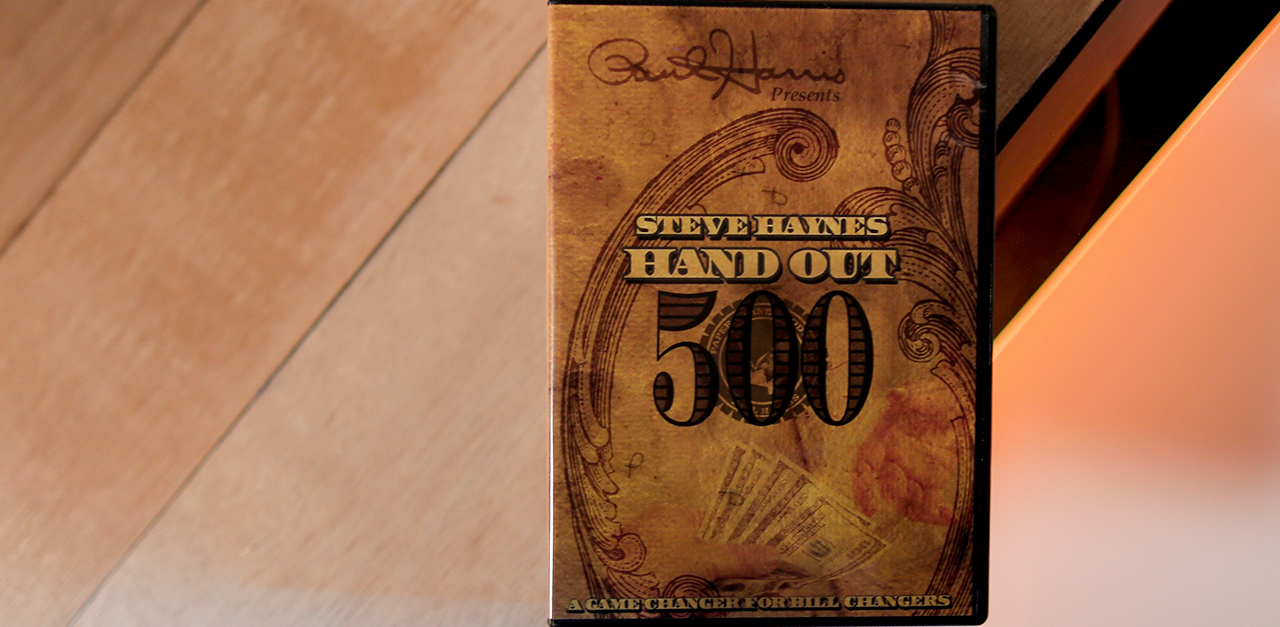 Paul Harris
Presents
STEVE HAYNES
HAND OUT
500
A GAME CHANGER FOR BILL CHANGERS